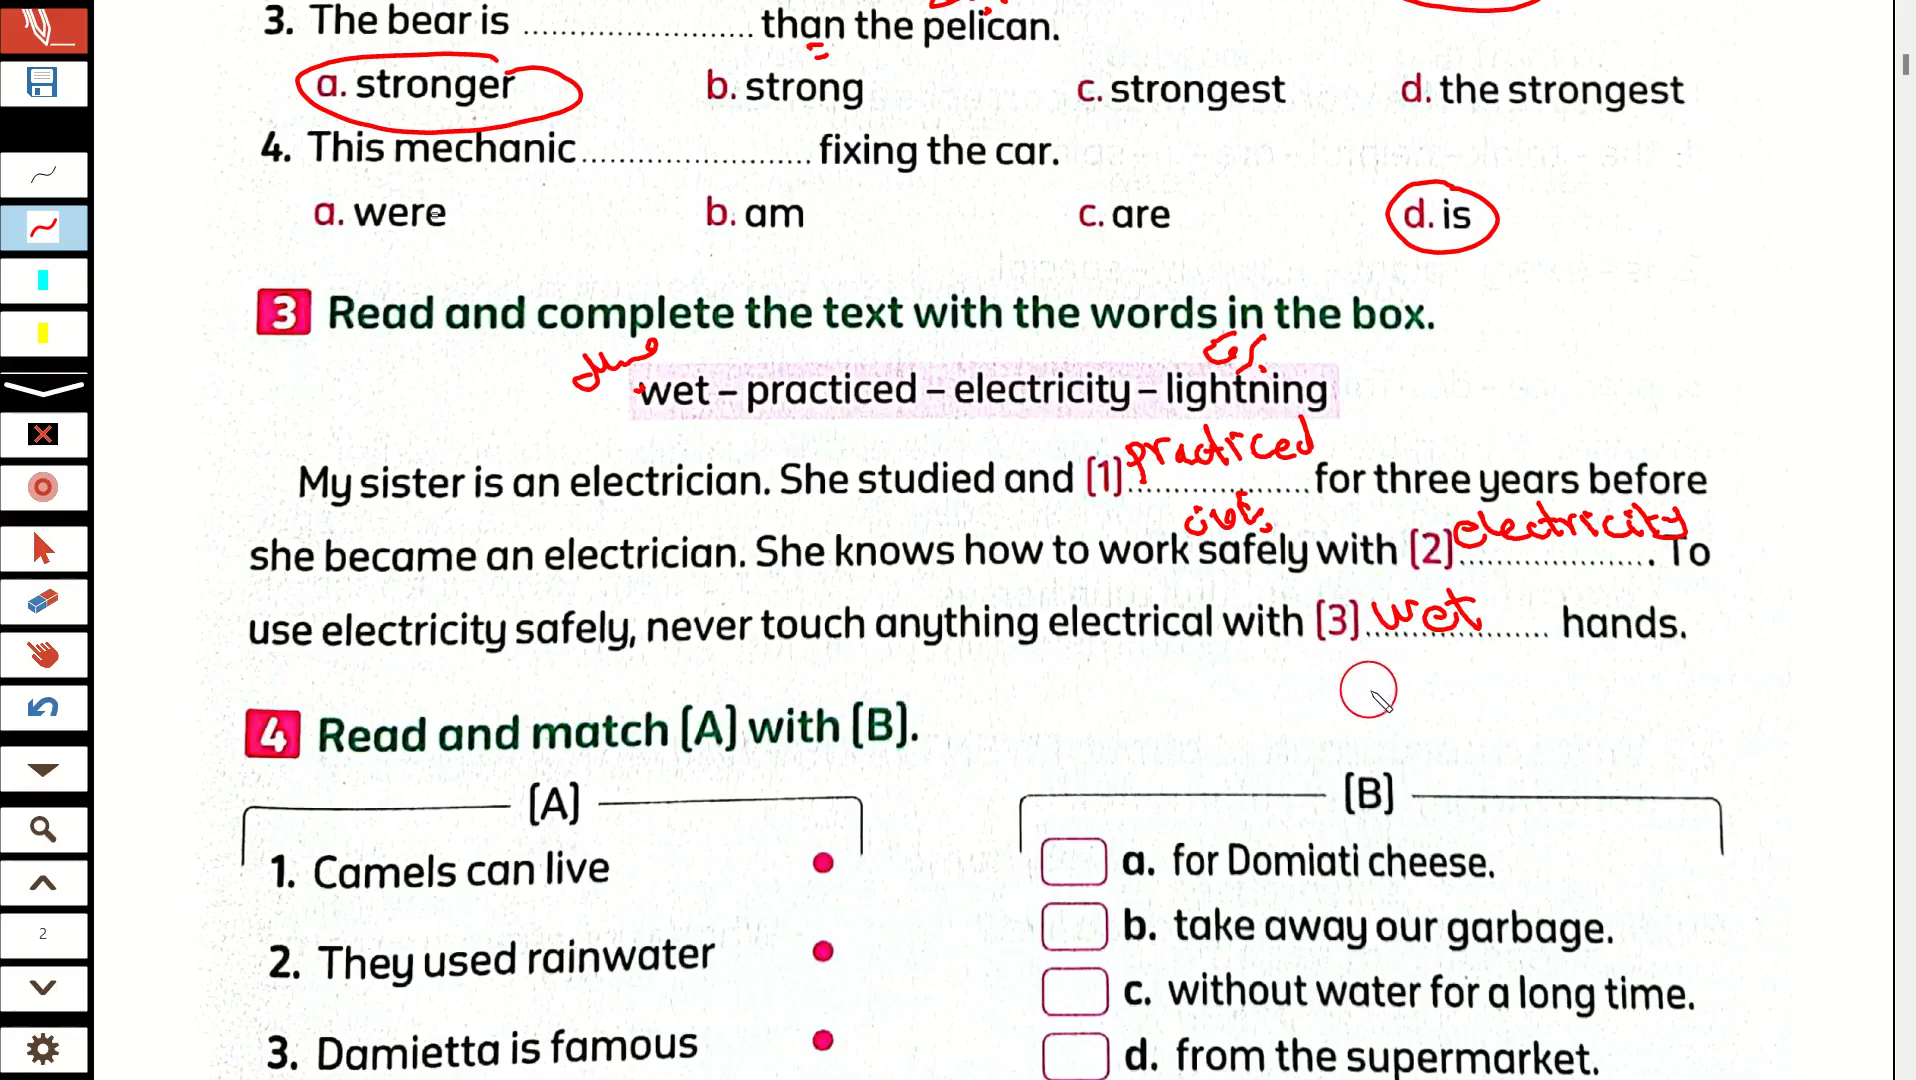 3. The bear is ........................ than the pelican.
a. stronger b. strong c. strongest d. the strongest
4. This mechanic ........................ fixing the car.
a. were b. am c. are d. is
3 Read and complete the text with the words in the box.
wet – practiced – electricity – lightning
practiced
My sister is an electrician. She studied and (1) .................... for three years before
electricity
she became an electrician. She knows how to work safely with (2) .................... . To
use electricity safely, never touch anything electrical with (3) wet .................... hands.
4 Read and match (A) with (B).
(A) (B)
1. Camels can live
a. for Domiati cheese.
2. They used rainwater
b. take away our garbage.
c. without water for a long time.
3. Damietta is famous
d. from the supermarket.
2